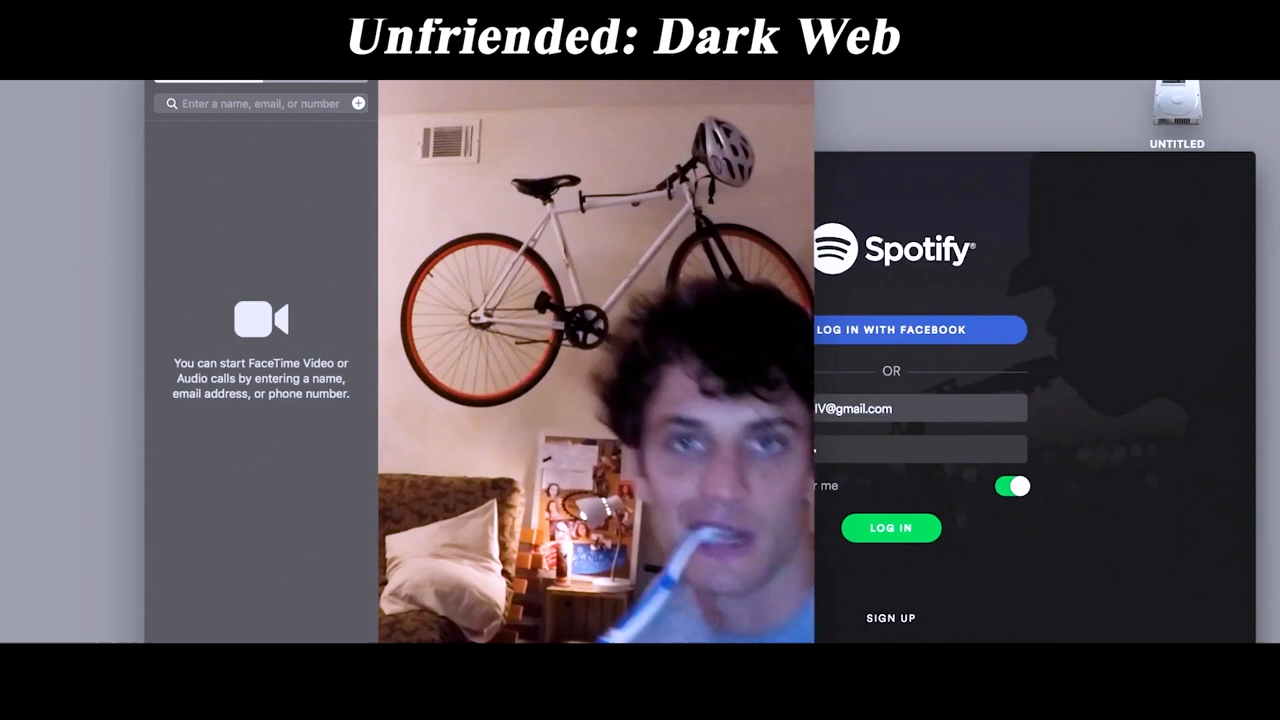 Unfriended: Dark Web
Enter a name, email, or number
UNTITLED
Spotify®
LOG IN WITH FACEBOOK
You can start FaceTime Video or
Audio calls by entering a name,
email address, or phone number.
OR
IV@gmail.com
r me
LOG IN
SIGN UP